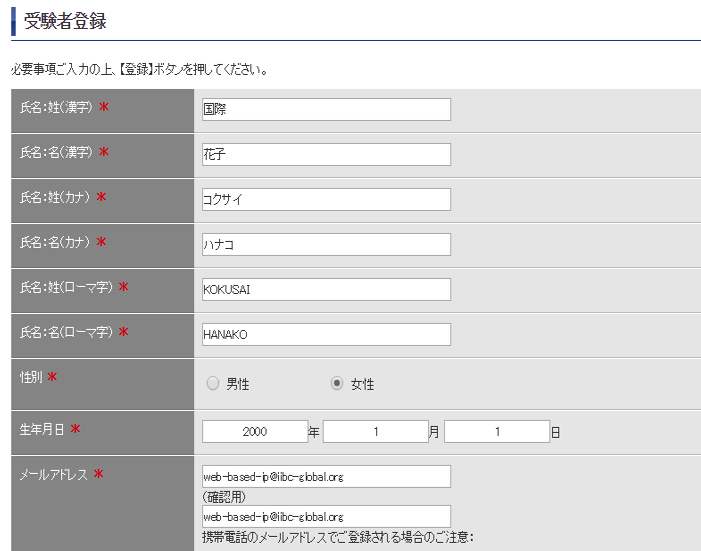 受験者登録
必要事項ご入力の上、【登録】ボタンを押してください。
氏名：姓（漢字） * 国際
氏名：名（漢字） * 花子
氏名：姓（カナ） * コクサイ
氏名：名（カナ） * ハナコ
氏名：姓（ローマ字） * KOKUSAI
氏名：名（ローマ字） * HANAKO
性別 * 男性 女性
生年月日 * 2000 年 1 月 1 日
メールアドレス * web-based-ip@iibc-global.org
（確認用）
web-based-ip@iibc-global.org
携帯電話のメールアドレスでご登録される場合のご注意：